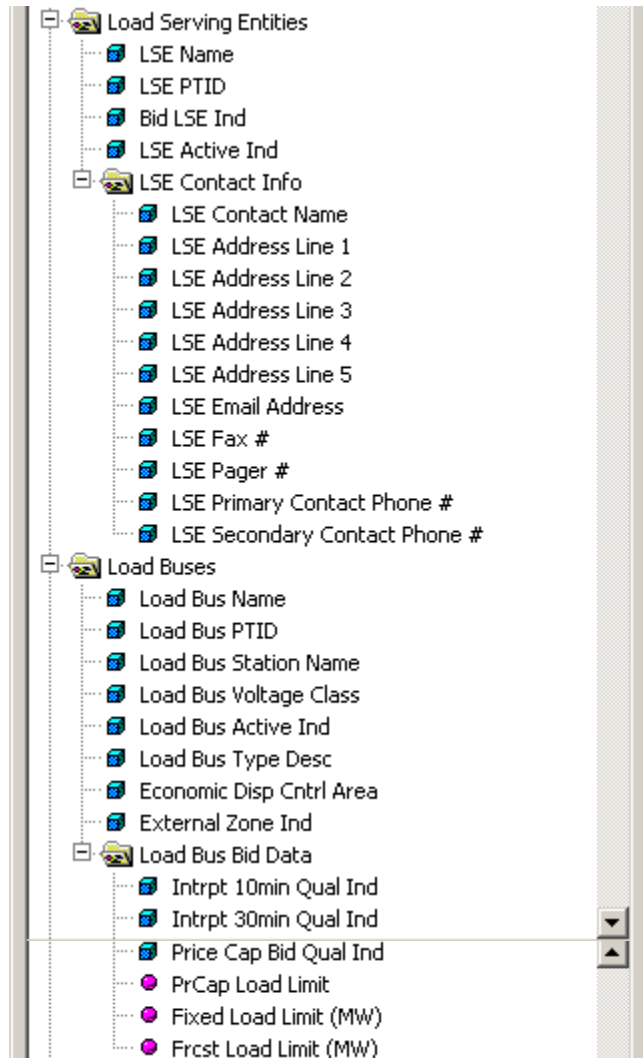 Load Serving Entities
LSE Name
LSE PTID
Bid LSE Ind
LSE Active Ind
LSE Contact Info
LSE Contact Name
LSE Address Line 1
LSE Address Line 2
LSE Address Line 3
LSE Address Line 4
LSE Address Line 5
LSE Email Address
LSE Fax #
LSE Pager #
LSE Primary Contact Phone #
LSE Secondary Contact Phone #
Load Buses
Load Bus Name
Load Bus PTID
Load Bus Station Name
Load Bus Voltage Class
Load Bus Active Ind
Load Bus Type Desc
Economic Disp Cntrl Area
External Zone Ind
Load Bus Bid Data
Intrpt 10min Qual Ind
Intrpt 30min Qual Ind
Price Cap Bid Qual Ind
PrCap Load Limit
Fixed Load Limit (MW)
Frcst Load Limit (MW)